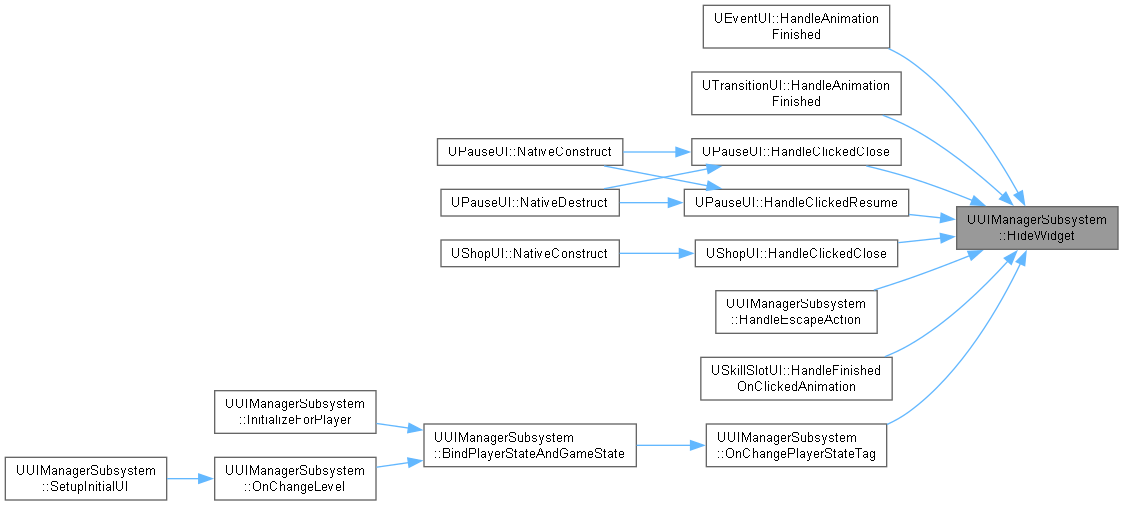 UEventUI::HandleAnimation
Finished
UTransitionUI::HandleAnimation
Finished
UPauseUI::NativeConstruct
UPauseUI::HandleClickedClose
UPauseUI::NativeDestruct
UPauseUI::HandleClickedResume
UUIManagerSubsystem
::HideWidget
UShopUI::NativeConstruct
UShopUI::HandleClickedClose
UUIManagerSubsystem
::HandleEscapeAction
USkillSlotUI::HandleFinished
OnClickedAnimation
UUIManagerSubsystem
::InitializeForPlayer
UUIManagerSubsystem
::BindPlayerStateAndGameState
UUIManagerSubsystem
::OnChangePlayerStateTag
UUIManagerSubsystem
::SetupInitialUI
UUIManagerSubsystem
::OnChangeLevel